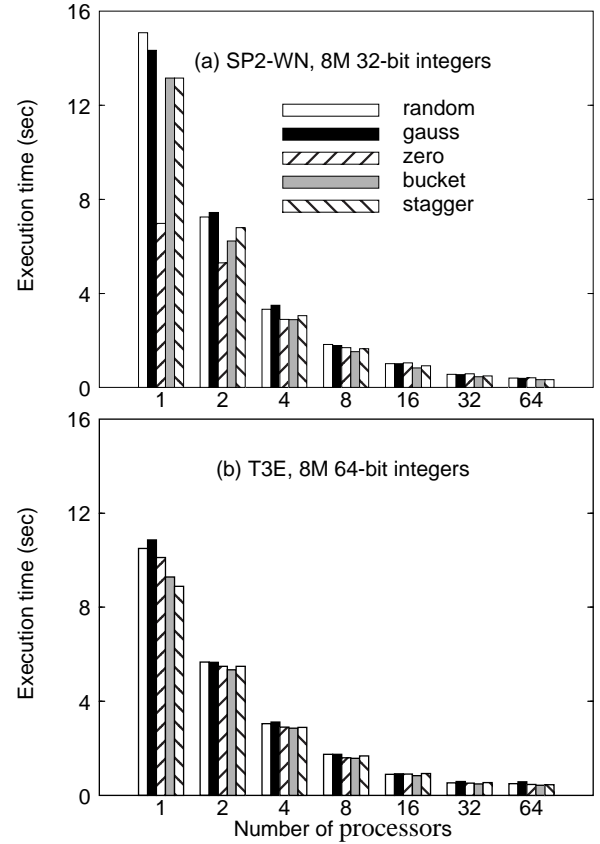 16
12
8
4
0
Execution time (sec)
(a) SP2-WN, 8M 32-bit integers
random
gauss
zero
bucket
stagger
1 2 4 8 16 32 64
16
12
8
4
0
Execution time (sec)
(b) T3E, 8M 64-bit integers
1 2 4 8 16 32 64
Number of processors